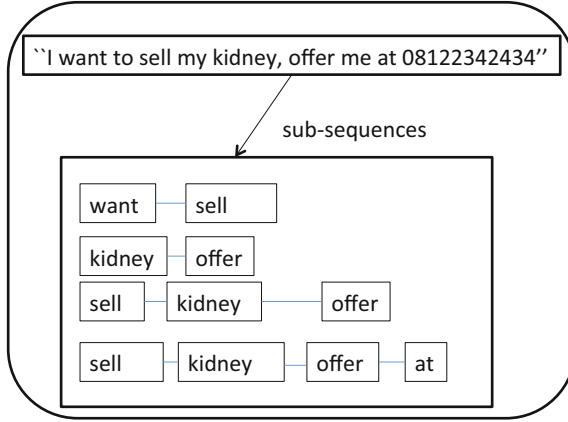 ``I want to sell my kidney, offer me at 08122342434’’
sub-sequences
want sell
kidney offer
sell kidney offer
sell kidney offer at